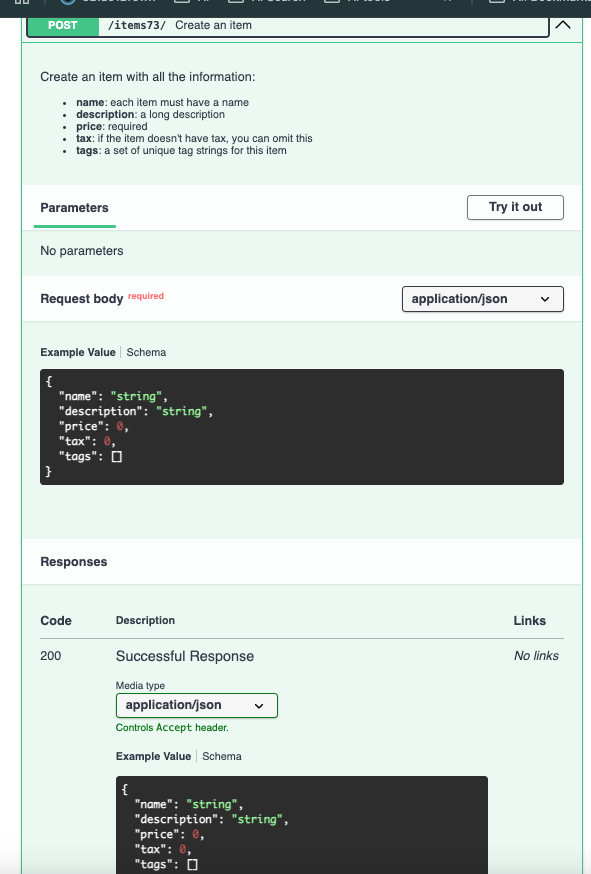 POST /items73/ Create an item
Create an item with all the information:
• name: each item must have a name
• description: a long description
• price: required
• tax: if the item doesn't have tax, you can omit this
• tags: a set of unique tag strings for this item
Parameters
Try it out
No parameters
Request body required
application/json
Example Value
Schema
{
"name": "string",
"description": "string",
"price": 0,
"tax": 0,
"tags": []
}
Responses
Code Description Links
200 Successful Response No links
Media type
application/json
Controls Accept header.
Example Value
Schema
{
"name": "string",
"description": "string",
"price": 0,
"tax": 0,
"tags": []